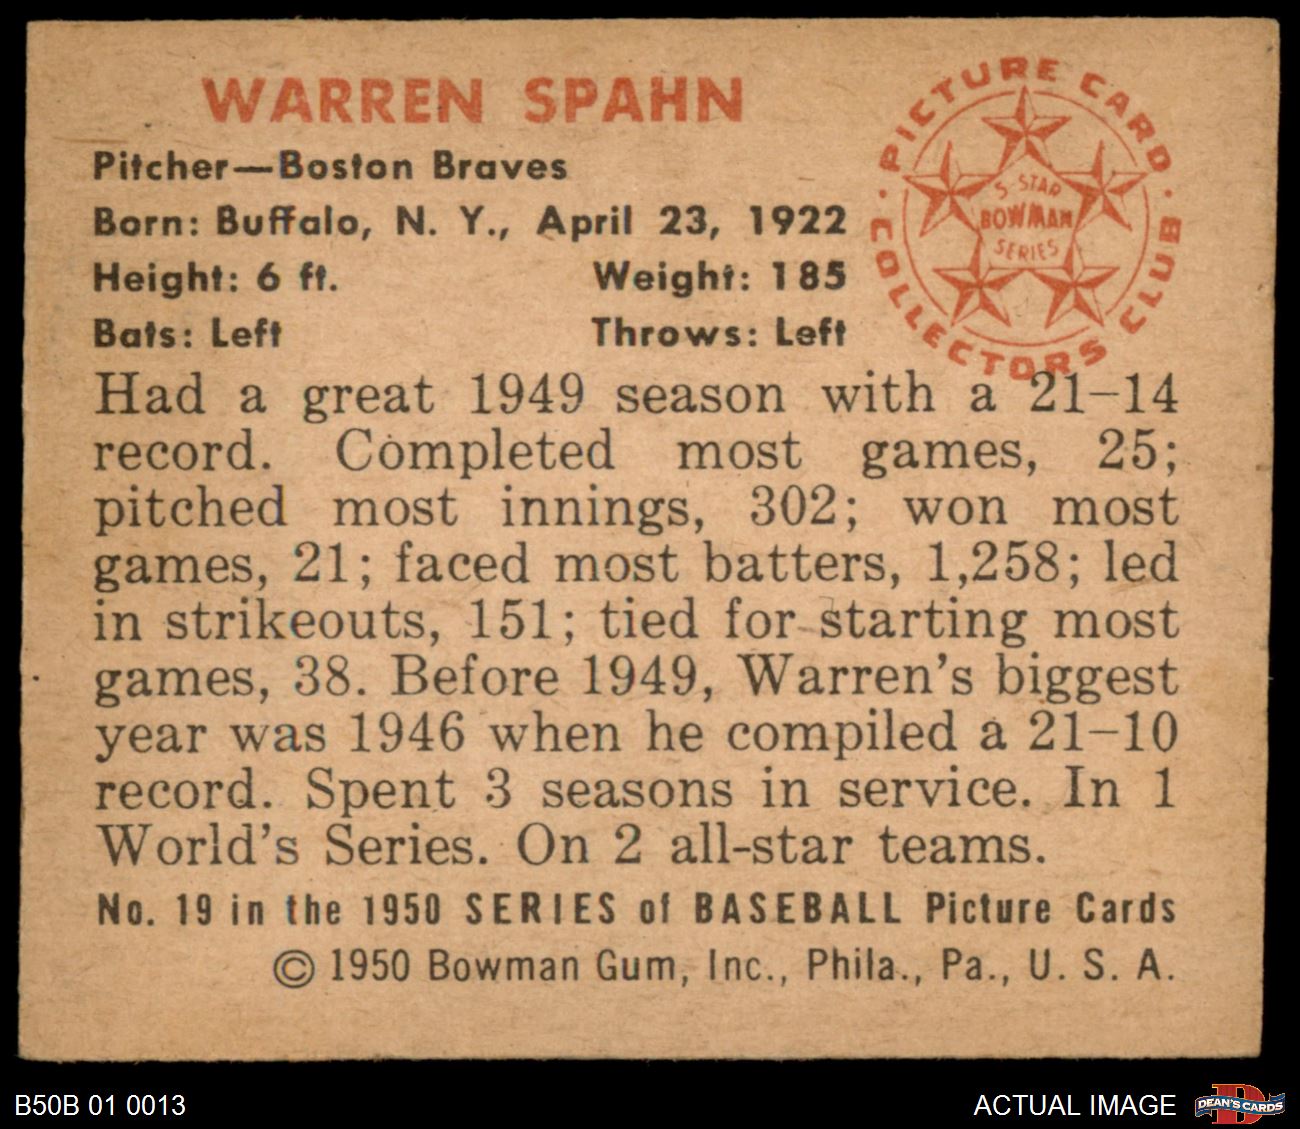 WARREN SPAHN
Pitcher—Boston Braves
Born: Buffalo, N. Y., April 23, 1922
Height: 6 ft. Weight: 185
Bats: Left Throws: Left
PICTURE CARD
COLLECTORS CLUB
5-STAR
BOWMAN
SERIES
Had a great 1949 season with a 21–14
record. Completed most games, 25;
pitched most innings, 302; won most
games, 21; faced most batters, 1,258; led
in strikeouts, 151; tied for starting most
games, 38. Before 1949, Warren's biggest
year was 1946 when he compiled a 21–10
record. Spent 3 seasons in service. In 1
World's Series. On 2 all-star teams.
No. 19 in the 1950 SERIES of BASEBALL Picture Cards
© 1950 Bowman Gum, Inc., Phila., Pa., U. S. A.
B50B 01 0013
ACTUAL IMAGE
D
DEAN'S CARDS